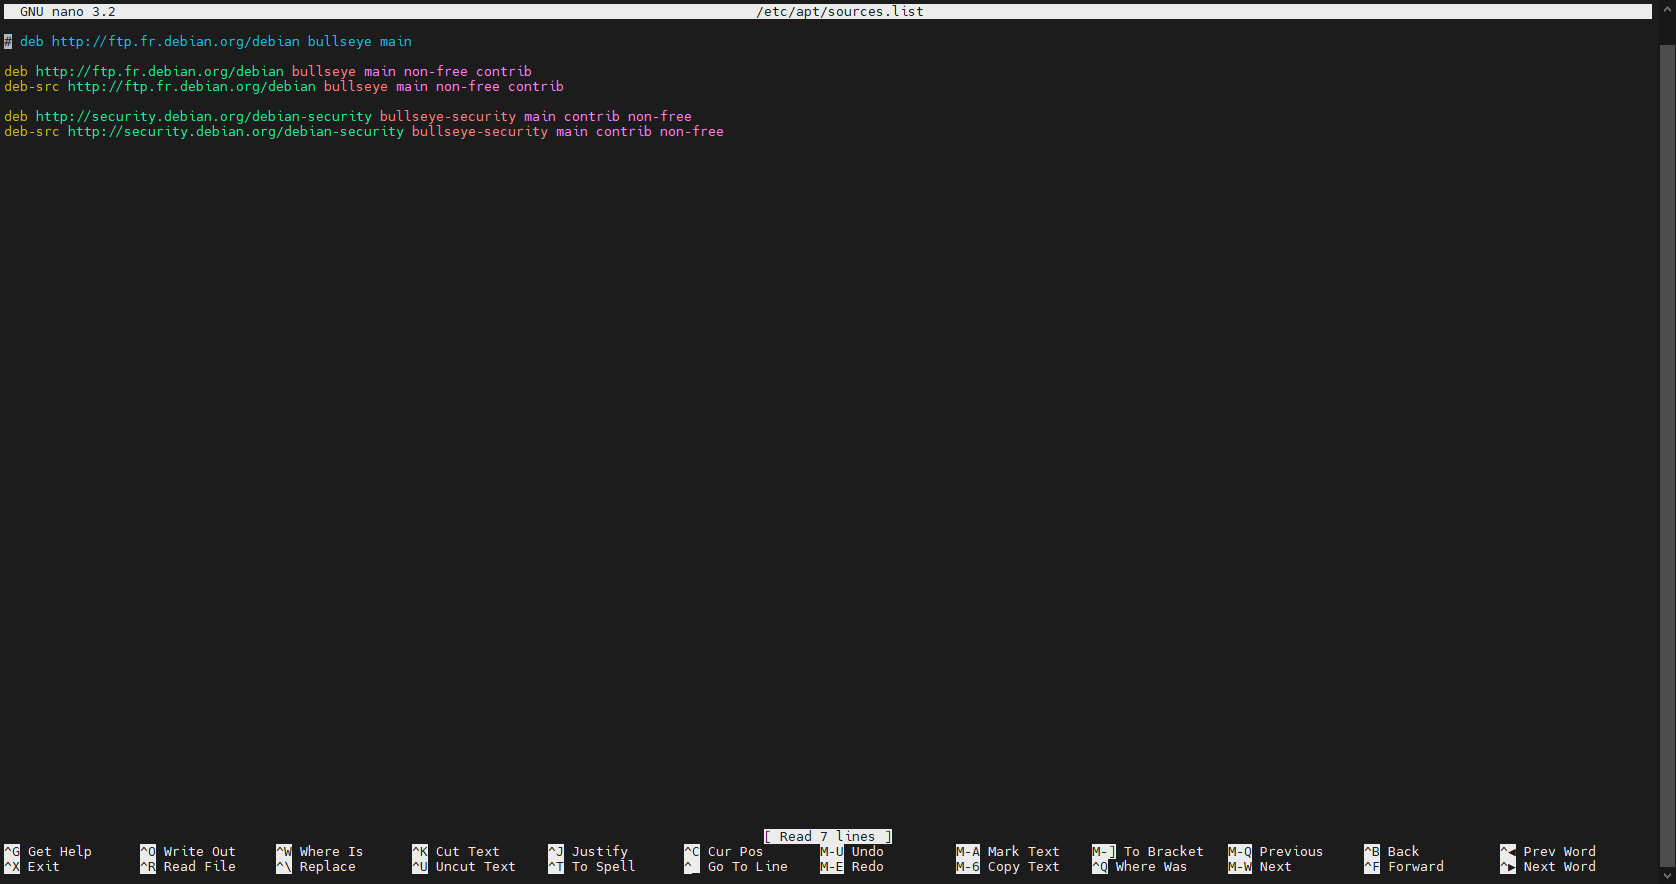 GNU nano 3.2 /etc/apt/sources.list
# deb http://ftp.fr.debian.org/debian bullseye main
deb http://ftp.fr.debian.org/debian bullseye main non-free contrib
deb-src http://ftp.fr.debian.org/debian bullseye main non-free contrib
deb http://security.debian.org/debian-security bullseye-security main contrib non-free
deb-src http://security.debian.org/debian-security bullseye-security main contrib non-free
[ Read 7 lines ]
^G Get Help ^O Write Out ^W Where Is ^K Cut Text ^J Justify ^C Cur Pos M-U Undo M-A Mark Text M-] To Bracket M-Q Previous ^B Back ^◀ Prev Word
^X Exit ^R Read File ^\ Replace ^U Uncut Text ^T To Spell ^_ Go To Line M-E Redo M-6 Copy Text ^Q Where Was M-W Next ^F Forward ^▶ Next Word